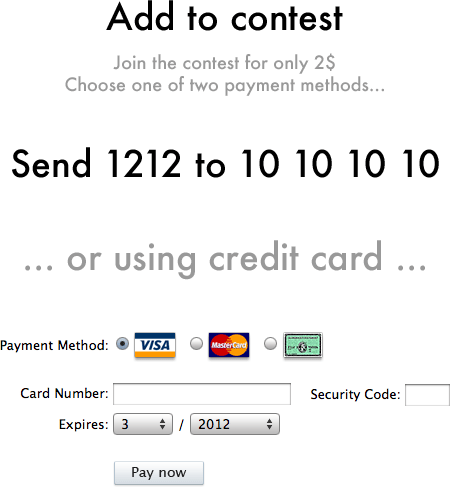 Add to contest
Join the contest for only 2$
Choose one of two payment methods...
Send 1212 to 10 10 10 10
... or using credit card ...
Payment Method: VISA MasterCard
Card Number: Security Code:
Expires: 3 / 2012
Pay now